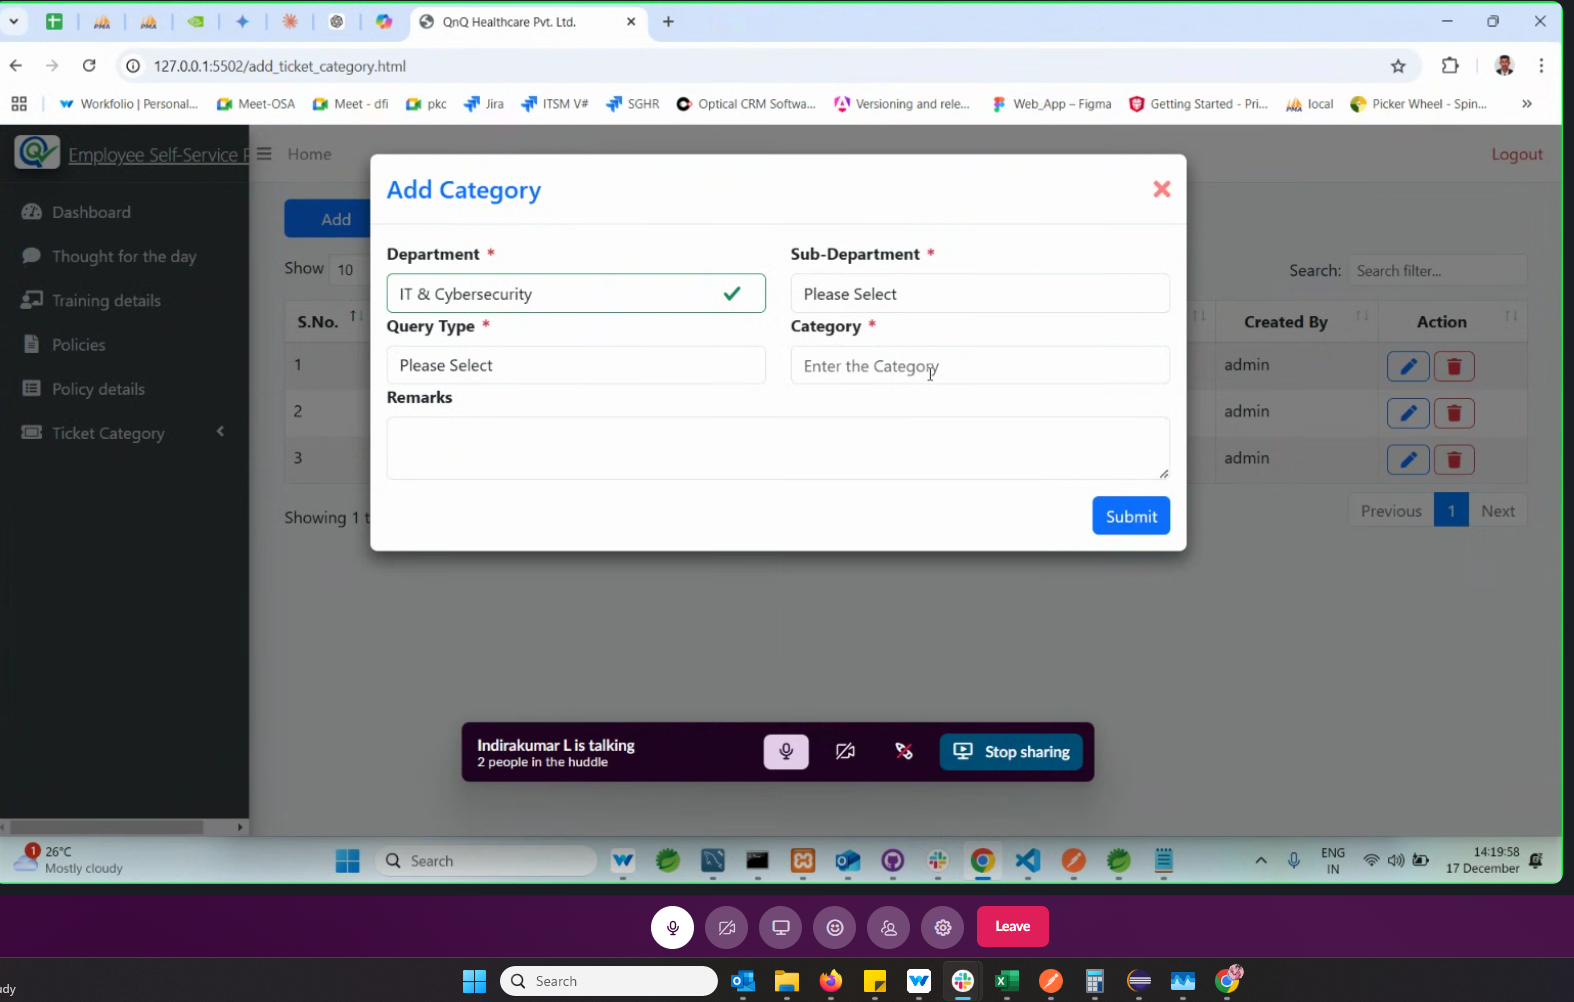 QnQ Healthcare Pvt. Ltd.
127.0.0.1:5502/add_ticket_category.html
Workfolio | Personal...
Meet-OSA
Meet - dfi
pkc
Jira
ITSM V#
SGHR
Optical CRM Softwa...
Versioning and rele...
Web_App – Figma
Getting Started - Pri...
local
Picker Wheel - Spin...
Employee Self-Service
Home
Logout
Dashboard
Thought for the day
Training details
Policies
Policy details
Ticket Category
Add
Show 10
Search: Search filter...
S.No.
Created By
Action
1
admin
2
admin
3
admin
Showing 1
Previous 1 Next
Add Category
Department *
Sub-Department *
IT & Cybersecurity
Please Select
Query Type *
Category *
Please Select
Enter the Category
Remarks
Submit
Indirakumar L is talking
2 people in the huddle
Stop sharing
1
26°C
Mostly cloudy
Search
ENG
IN
14:19:58
17 December
Leave
Search